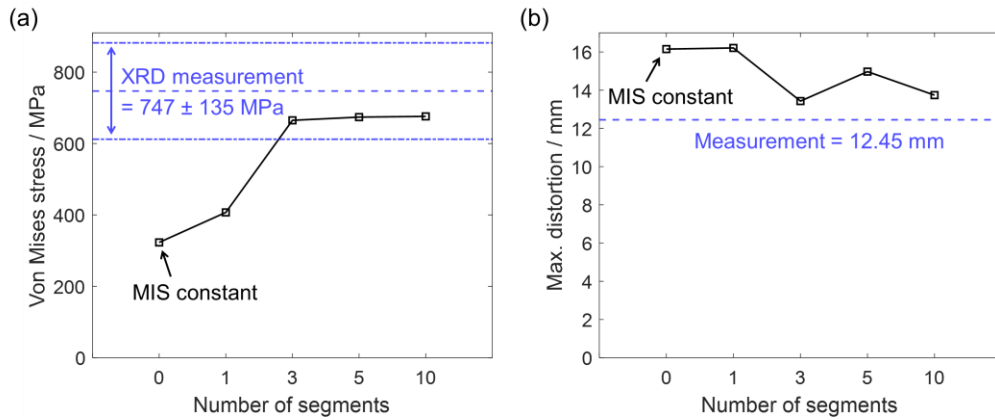 (a)
Von Mises stress / MPa
800
600
400
200
0
XRD measurement
= 747 ± 135 MPa
MIS constant
0 1 3 5 10
Number of segments
(b)
Max. distortion / mm
16
14
12
10
8
6
4
2
0
MIS constant
Measurement = 12.45 mm
0 1 3 5 10
Number of segments